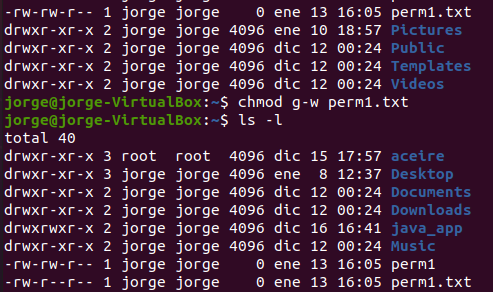 -rw-rw-r-- 1 jorge jorge    0 ene 13 16:05 perm1.txt
drwxr-xr-x 2 jorge jorge 4096 ene 10 18:57 Pictures
drwxr-xr-x 2 jorge jorge 4096 dic 12 00:24 Public
drwxr-xr-x 2 jorge jorge 4096 dic 12 00:24 Templates
drwxr-xr-x 2 jorge jorge 4096 dic 12 00:24 Videos
jorge@jorge-VirtualBox:~$ chmod g-w perm1.txt
jorge@jorge-VirtualBox:~$ ls -l
total 40
drwxr-xr-x 3 root  root  4096 dic 15 17:57 aceire
drwxr-xr-x 3 jorge jorge 4096 ene  8 12:37 Desktop
drwxr-xr-x 2 jorge jorge 4096 dic 12 00:24 Documents
drwxr-xr-x 2 jorge jorge 4096 dic 12 00:24 Downloads
drwxrwxr-x 2 jorge jorge 4096 dic 16 16:41 java_app
drwxr-xr-x 2 jorge jorge 4096 dic 12 00:24 Music
-rw-rw-r-- 1 jorge jorge    0 ene 13 16:05 perm1
-rw-r--r-- 1 jorge jorge    0 ene 13 16:05 perm1.txt